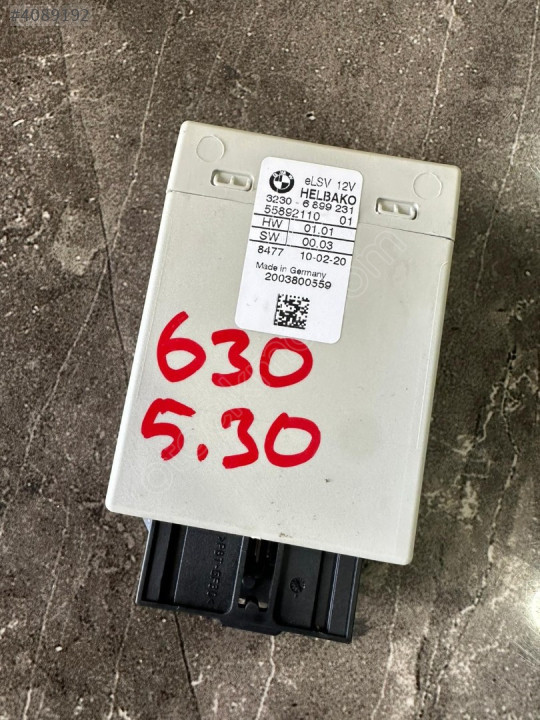 #4089192
eLSV 12V
HELBAKO
3230 - 6 899 231
55892110 01
HW 01.01
SW 00.03
8477 10-02-20
Made in Germany
2003800559
630
5.30